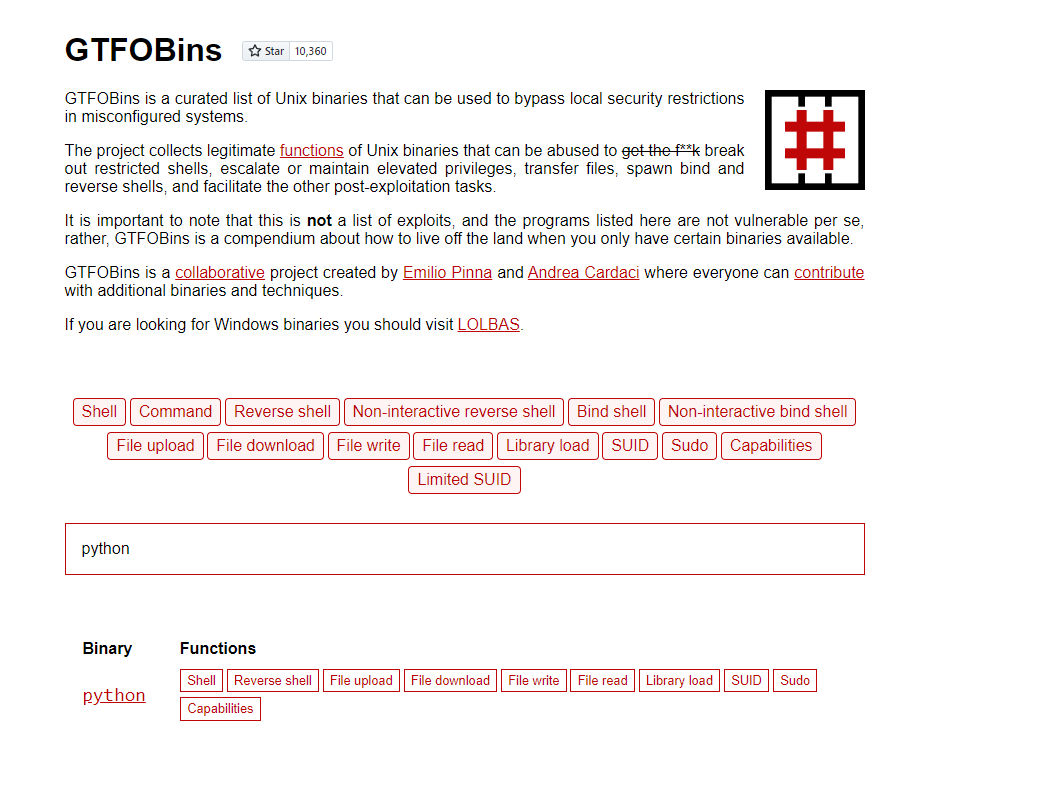 GTFOBins Star 10,360
GTFOBins is a curated list of Unix binaries that can be used to bypass local security restrictions
in misconfigured systems.
The project collects legitimate functions of Unix binaries that can be abused to get the f**k break
out restricted shells, escalate or maintain elevated privileges, transfer files, spawn bind and
reverse shells, and facilitate the other post-exploitation tasks.
It is important to note that this is not a list of exploits, and the programs listed here are not vulnerable per se,
rather, GTFOBins is a compendium about how to live off the land when you only have certain binaries available.
GTFOBins is a collaborative project created by Emilio Pinna and Andrea Cardaci where everyone can contribute
with additional binaries and techniques.
If you are looking for Windows binaries you should visit LOLBAS.
Shell Command Reverse shell Non-interactive reverse shell Bind shell Non-interactive bind shell
File upload File download File write File read Library load SUID Sudo Capabilities
Limited SUID
python
Binary Functions
python Shell Reverse shell File upload File download File write File read Library load SUID Sudo
Capabilities